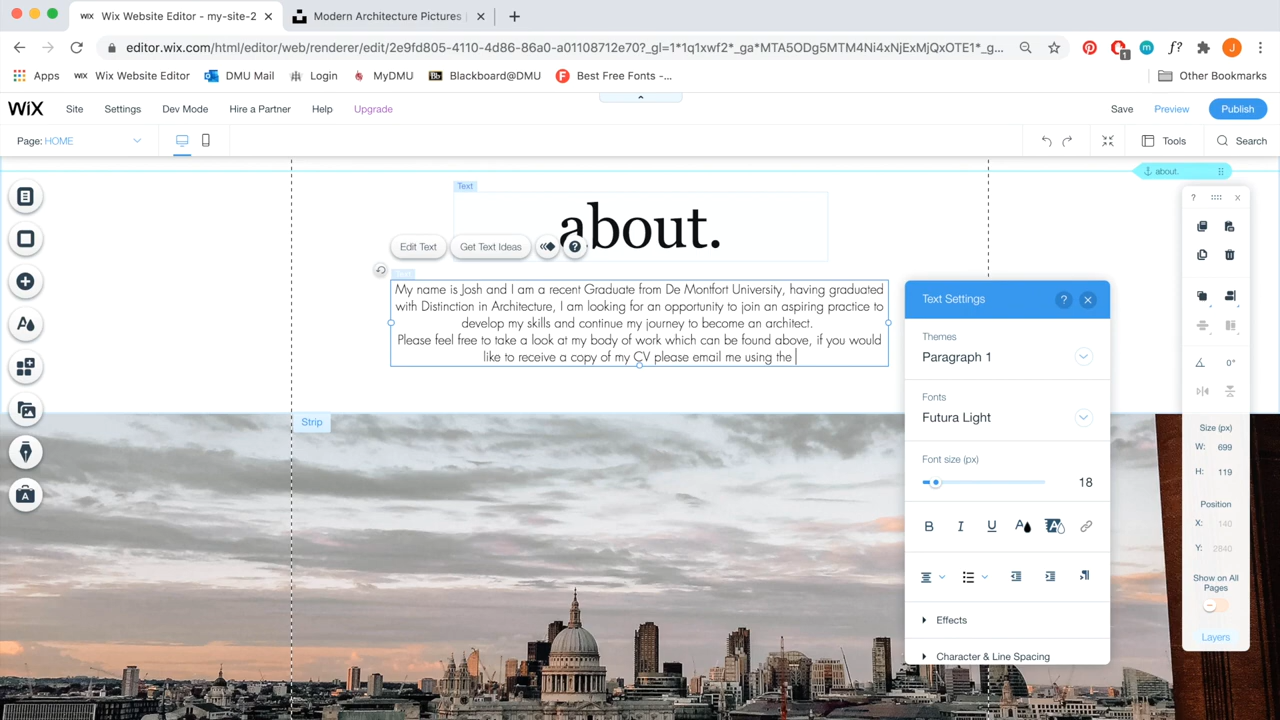 WiX Wix Website Editor - my-site-2
Modern Architecture Pictures
editor.wix.com/html/editor/web/renderer/edit/2e9fd805-4110-4d86-86a0-a01108712e70?_gl=1*1q1xwf2*_ga*MTA5ODg5MTM4Ni4xNjExMjQxOTE1*_g...
1
m
f?
J
Apps
WiX Wix Website Editor
DMU Mail
Login
MyDMU
Bb Blackboard@DMU
F Best Free Fonts -...
Other Bookmarks
WiX
Site
Settings
Dev Mode
Hire a Partner
Help
Upgrade
Save
Preview
Publish
Page: HOME
Tools
Search
about.
Text
about.
Edit Text
Get Text Ideas
?
Text
My name is Josh and I am a recent Graduate from De Montfort University, having graduated
with Distinction in Architecture, I am looking for an opportunity to join an aspiring practice to
develop my skills and continue my journey to become an architect.
Please feel free to take a look at my body of work which can be found above, if you would
like to receive a copy of my CV please email me using the
Strip
Text Settings
?
Themes
Paragraph 1
Fonts
Futura Light
Font size (px)
18
B
I
U
A
A
Effects
Character & Line Spacing
?
0°
Size (px)
W: 699
H: 119
Position
X: 140
Y: 2840
Show on All
Pages
Layers
A
A